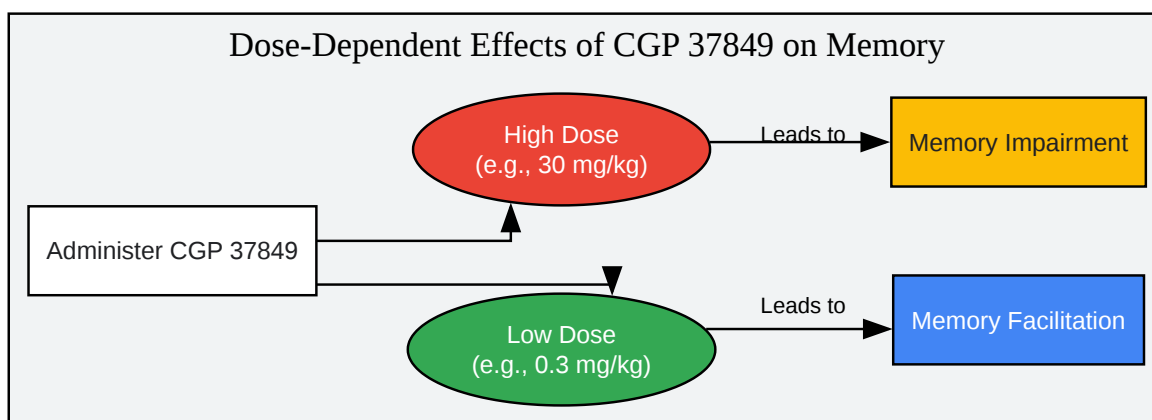 Dose-Dependent Effects of CGP 37849 on Memory
High Dose
(e.g., 30 mg/kg)
Leads to
Memory Impairment
Administer CGP 37849
Low Dose
(e.g., 0.3 mg/kg)
Leads to
Memory Facilitation